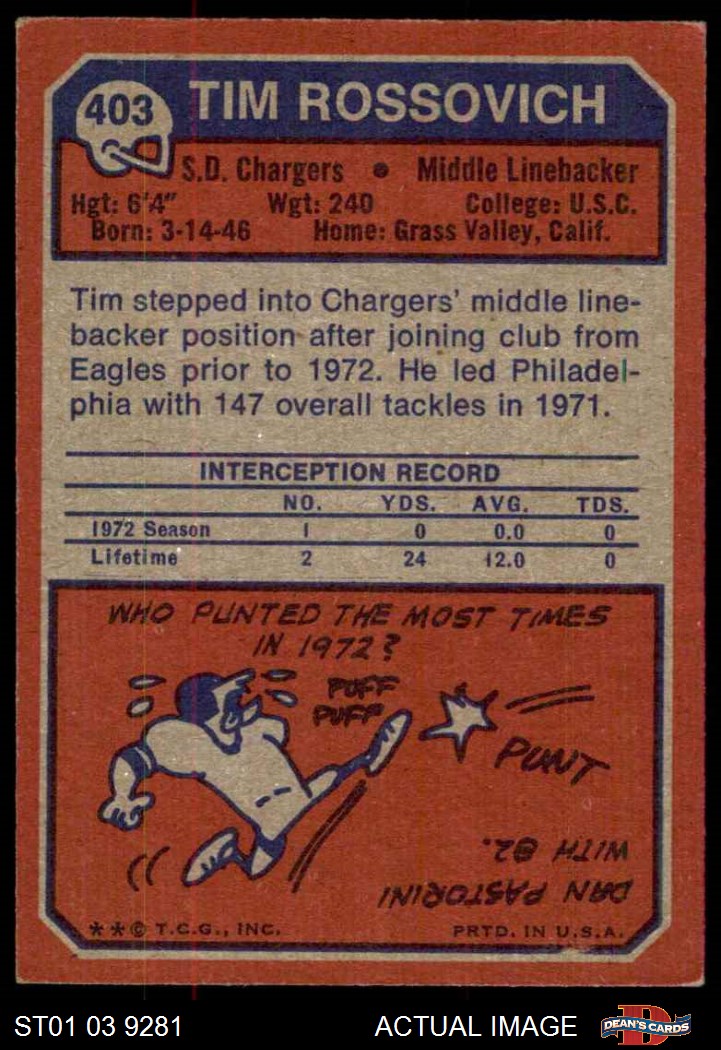 403 TIM ROSSOVICH
S.D. Chargers • Middle Linebacker
Hgt: 6'4" Wgt: 240 College: U.S.C.
Born: 3-14-46 Home: Grass Valley, Calif.
Tim stepped into Chargers' middle line-
backer position after joining club from
Eagles prior to 1972. He led Philadel-
phia with 147 overall tackles in 1971.
INTERCEPTION RECORD
NO. YDS. AVG. TDS.
1972 Season 1 0 0.0 0
Lifetime 2 24 12.0 0
WHO PUNTED THE MOST TIMES
IN 1972?
PUFF
PUFF
PUNT
DAN PASTORINI
WITH 82.
**© T.C.G., INC. PRTD. IN U.S.A.
ST01 03 9281 ACTUAL IMAGE D DEAN'S CARDS